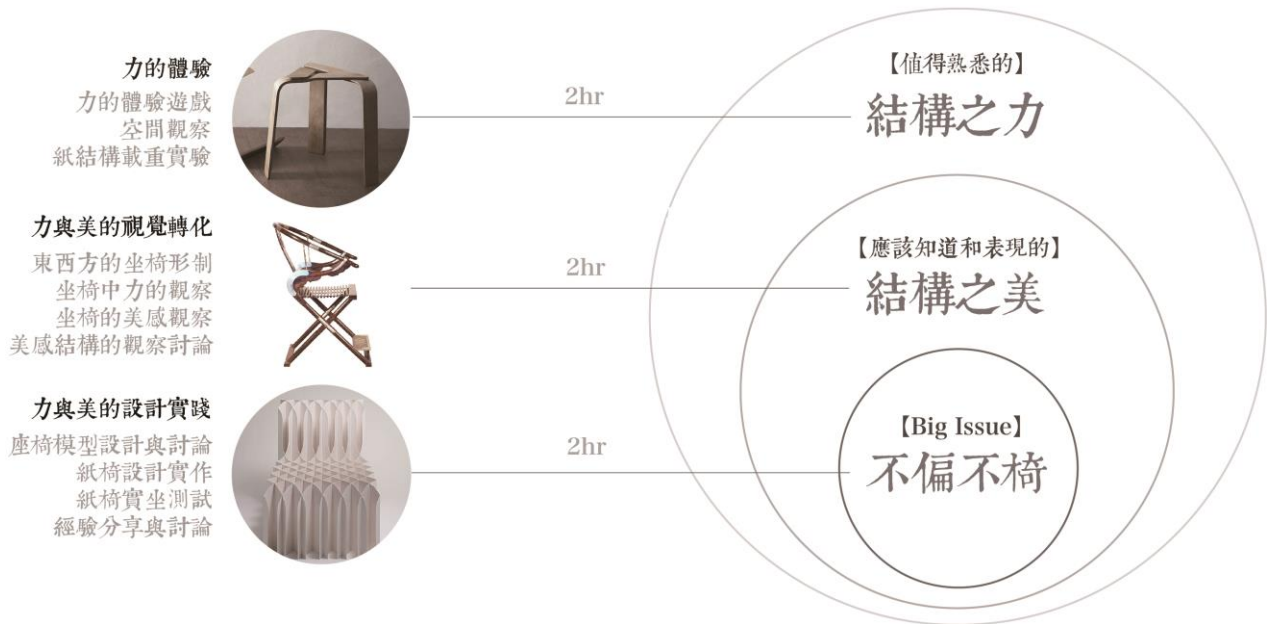 力的體驗
力的體驗遊戲
空間觀察
紙結構載重實驗
2hr
【值得熟悉的】
結構之力
力與美的視覺轉化
東西方的坐椅形制
坐椅中力的觀察
坐椅的美感觀察
美感結構的觀察討論
2hr
【應該知道和表現的】
結構之美
力與美的設計實踐
座椅模型設計與討論
紙椅設計實作
紙椅實坐測試
經驗分享與討論
2hr
【Big Issue】
不偏不椅